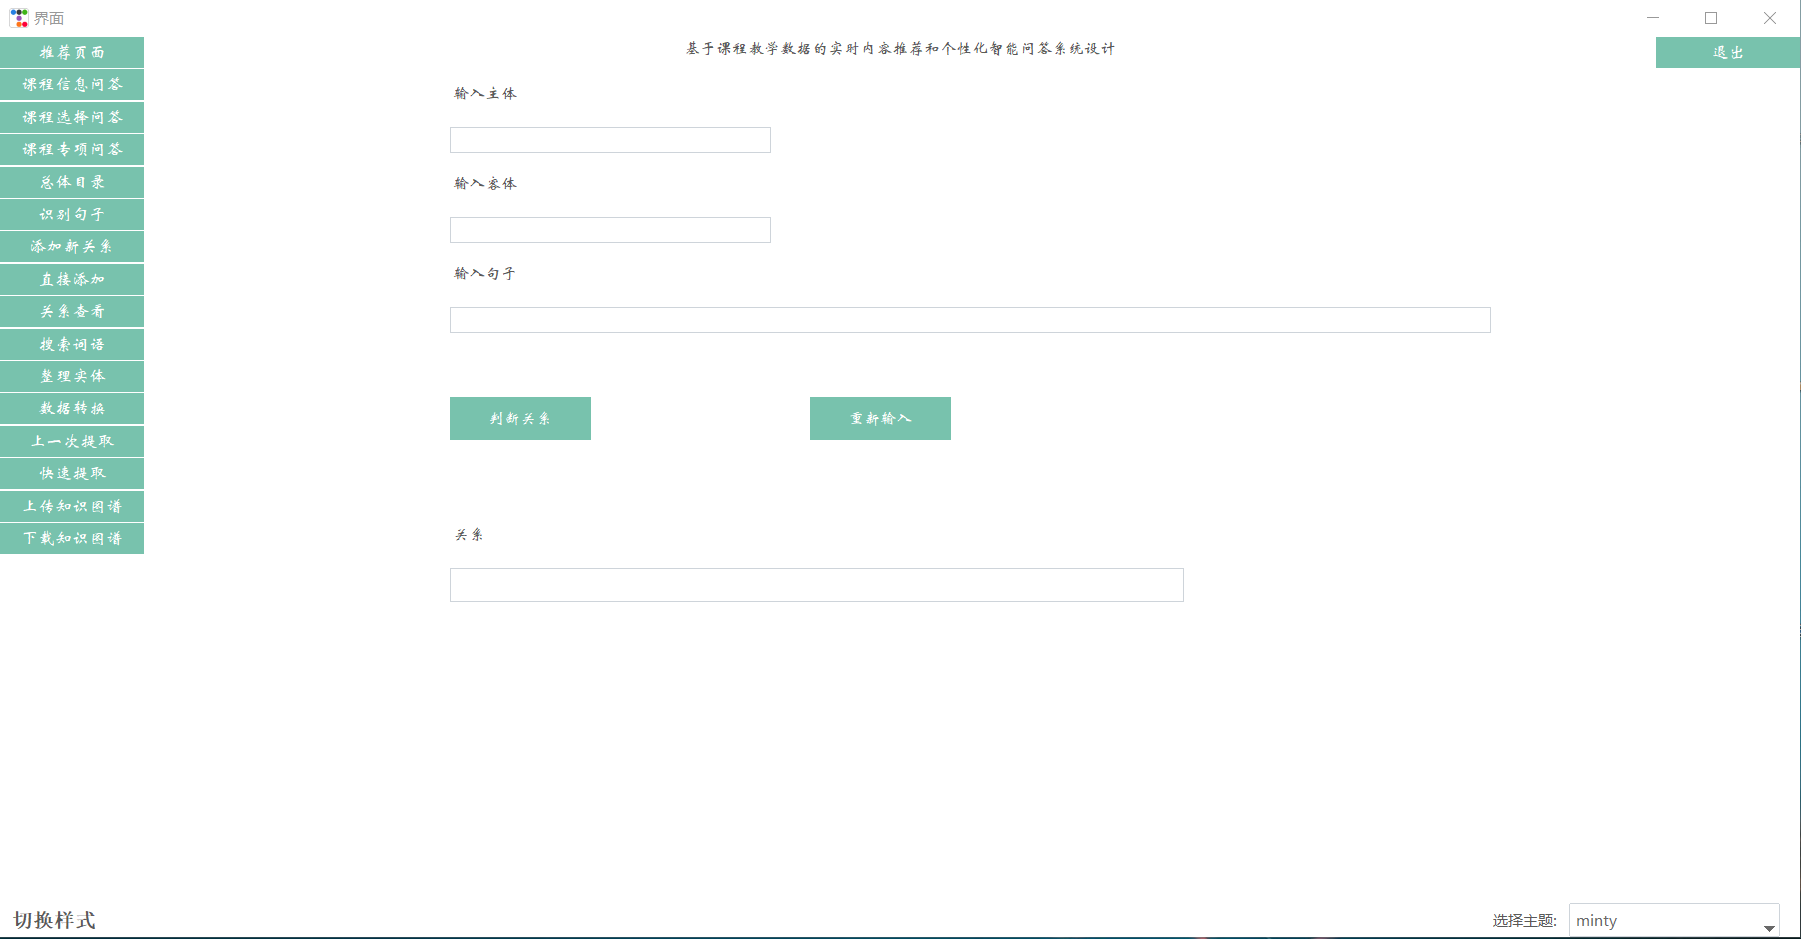 界面
基于课程教学数据的实时内容推荐和个性化智能问答系统设计
退出
推荐页面
课程信息问答
课程选择问答
课程专项问答
总体目录
识别句子
添加新关系
直接添加
关系查看
搜索词语
整理实体
数据转换
上一次提取
快速提取
上传知识图谱
下载知识图谱
输入主体
输入客体
输入句子
判断关系
重新输入
关系
切换样式
选择主题:
minty